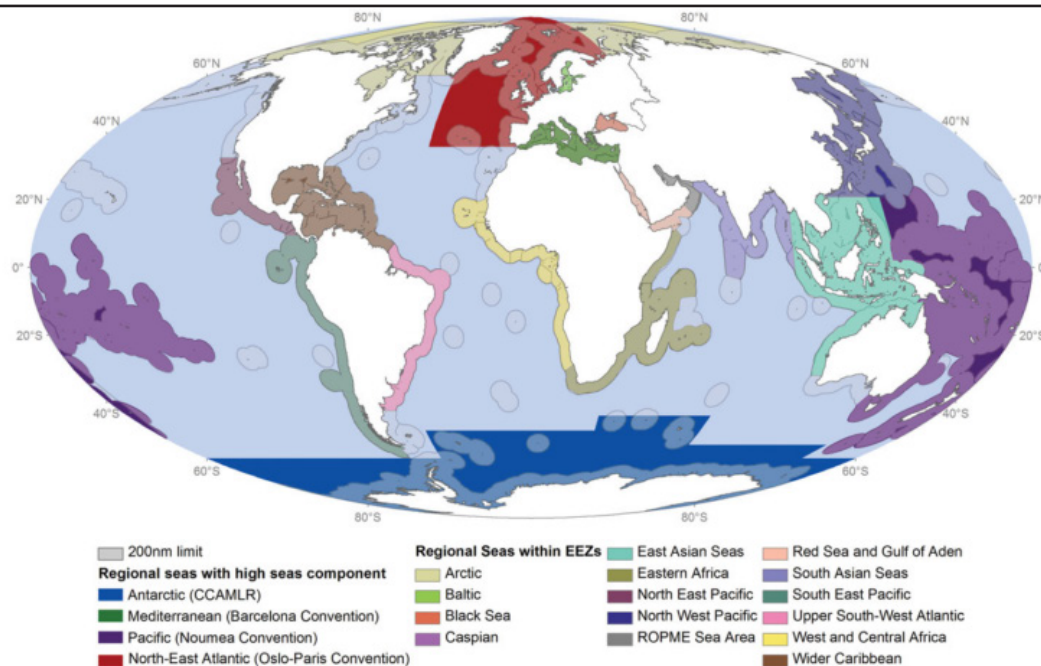 80°N 80°N
60°N 60°N
40°N 40°N
20°N 20°N
0° 0°
20°S 20°S
40°S 40°S
60°S 60°S
80°S 80°S
200nm limit
Regional seas with high seas component
Antarctic (CCAMLR)
Mediterranean (Barcelona Convention)
Pacific (Noumea Convention)
North-East Atlantic (Oslo-Paris Convention)
Regional Seas within EEZs
Arctic
Baltic
Black Sea
Caspian
East Asian Seas
Eastern Africa
North East Pacific
North West Pacific
ROPME Sea Area
Red Sea and Gulf of Aden
South Asian Seas
South East Pacific
Upper South-West Atlantic
West and Central Africa
Wider Caribbean